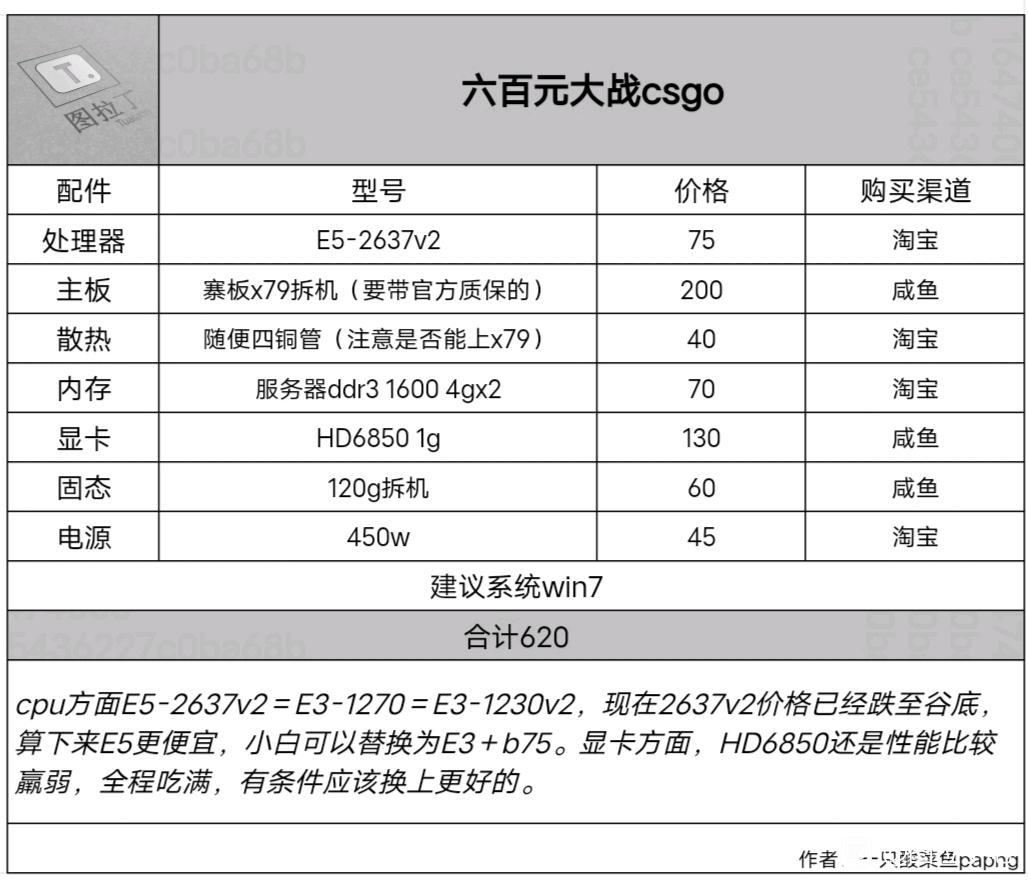 T.
图拉丁
c0ba68b
c0ba68b
六百元大战csgo
配件 型号 价格 购买渠道
处理器 E5-2637v2 75 淘宝
主板 寨板x79拆机（要带官方质保的） 200 咸鱼
散热 随便四铜管（注意是否能上x79） 40 淘宝
内存 服务器ddr3 1600 4gx2 70 淘宝
显卡 HD6850 1g 130 咸鱼
固态 120g拆机 60 咸鱼
电源 450w 45 淘宝
建议系统win7
5436227c0ba68b
合计620
cpu方面E5-2637v2＝E3-1270＝E3-1230v2，现在2637v2价格已经跌至谷底，
算下来E5更便宜，小白可以替换为E3＋b75。显卡方面，HD6850还是性能比较
羸弱，全程吃满，有条件应该换上更好的。
作者 一只酸菜鱼papng